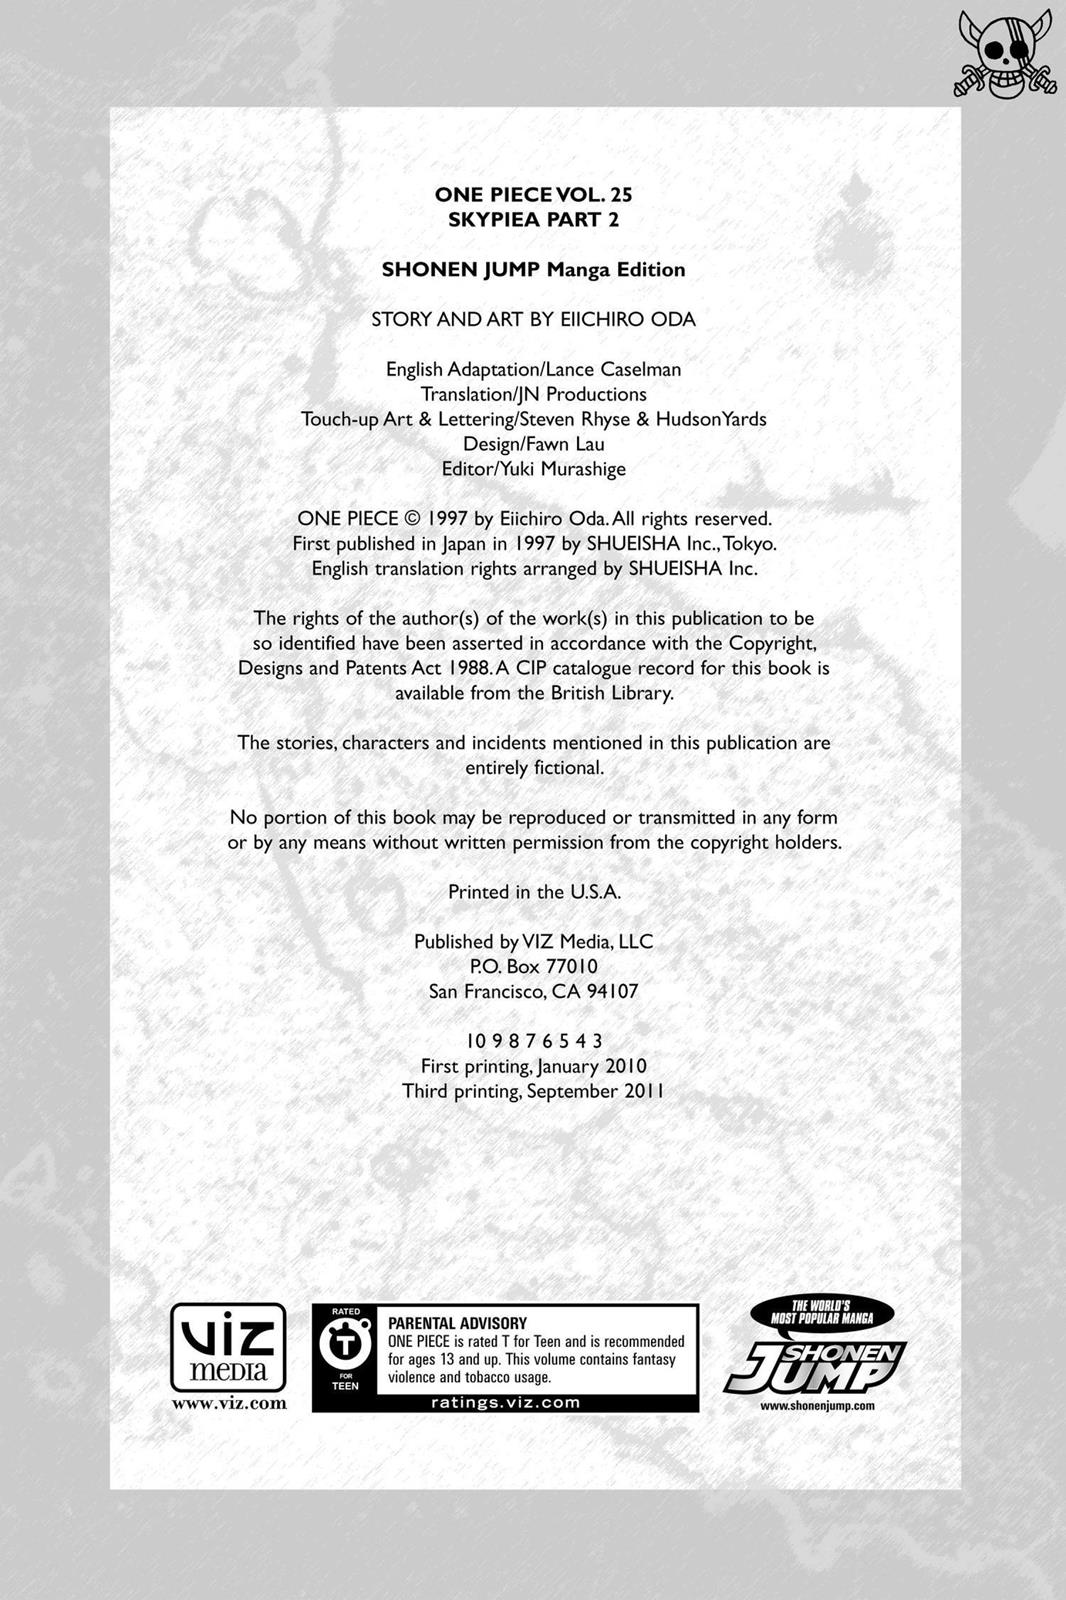 ONE PIECE VOL. 25
SKYPIEA PART 2
SHONEN JUMP Manga Edition
STORY AND ART BY EIICHIRO ODA
English Adaptation/Lance Caselman
Translation/JN Productions
Touch-up Art & Lettering/Steven Rhyse & HudsonYards
Design/Fawn Lau
Editor/Yuki Murashige
ONE PIECE © 1997 by Eiichiro Oda. All rights reserved.
First published in Japan in 1997 by SHUEISHA Inc., Tokyo.
English translation rights arranged by SHUEISHA Inc.
The rights of the author(s) of the work(s) in this publication to be
so identified have been asserted in accordance with the Copyright,
Designs and Patents Act 1988. A CIP catalogue record for this book is
available from the British Library.
The stories, characters and incidents mentioned in this publication are
entirely fictional.
No portion of this book may be reproduced or transmitted in any form
or by any means without written permission from the copyright holders.
Printed in the U.S.A.
Published by VIZ Media, LLC
P.O. Box 77010
San Francisco, CA 94107
10 9 8 7 6 5 4 3
First printing, January 2010
Third printing, September 2011
VIZ
MEDIA
www.viz.com
RATED
T
FOR
TEEN
PARENTAL ADVISORY
ONE PIECE is rated T for Teen and is recommended
for ages 13 and up. This volume contains fantasy
violence and tobacco usage.
ratings.viz.com
THE WORLD'S
MOST POPULAR MANGA
SHONEN
JUMP
www.shonenjump.com